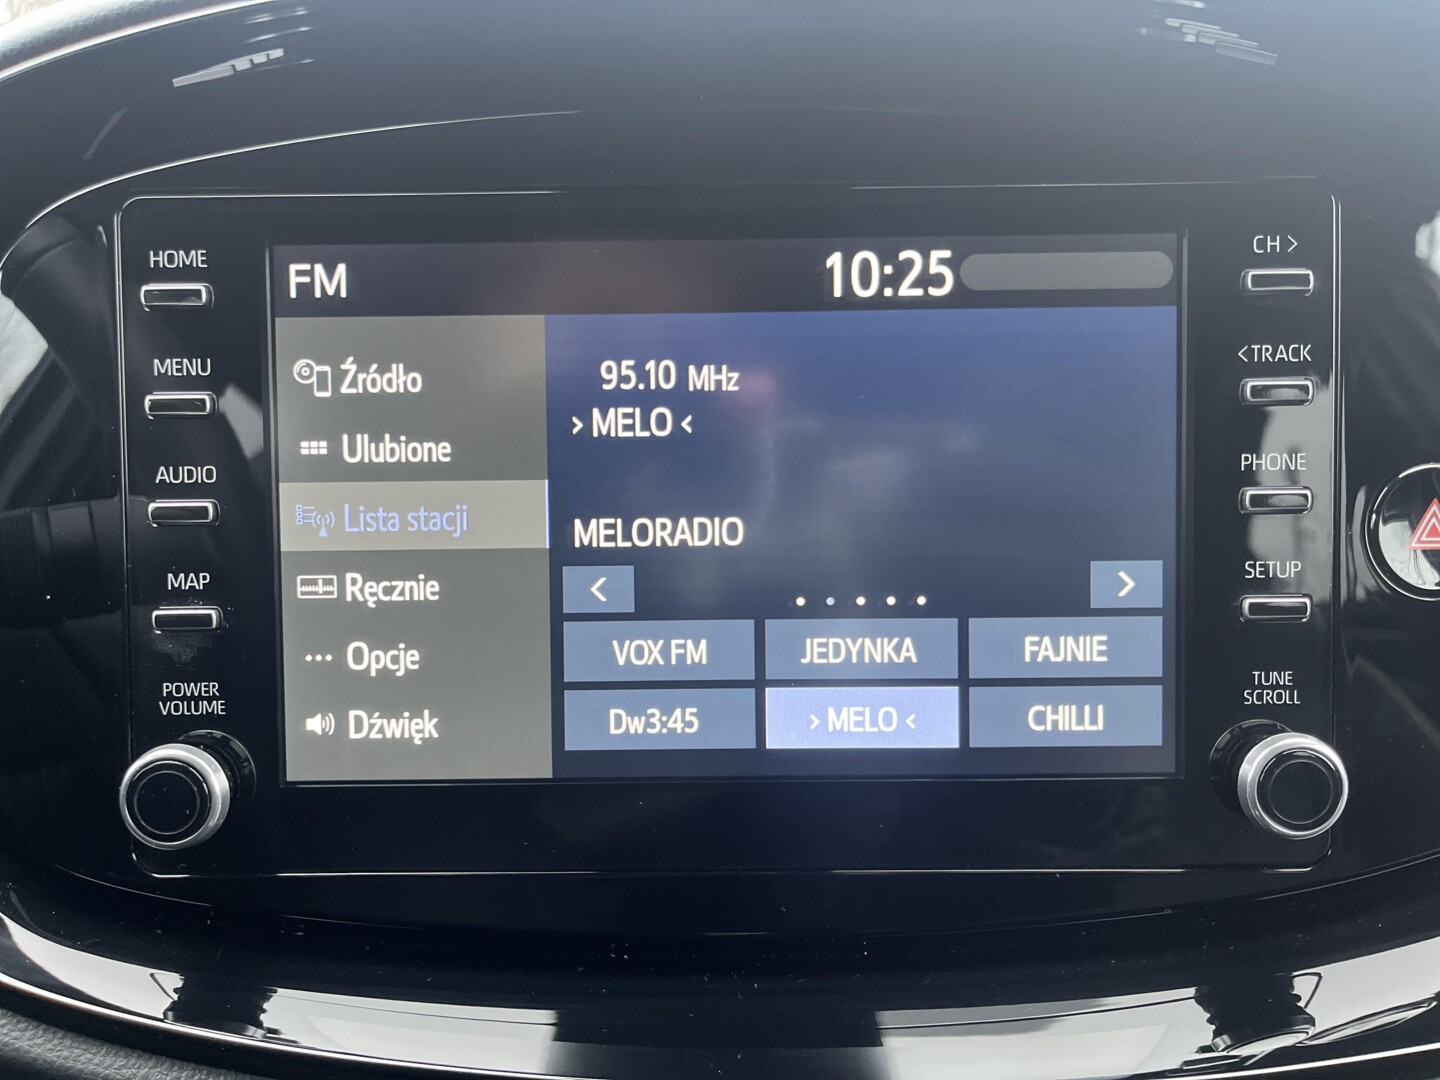 HOME
MENU
AUDIO
MAP
POWER
VOLUME
FM
10:25
Źródło
Ulubione
Lista stacji
Ręcznie
Opcje
Dźwięk
95.10 MHz
> MELO <
MELORADIO
<
>
VOX FM
JEDYNKA
FAJNIE
Dw3:45
> MELO <
CHILLI
CH >
< TRACK
PHONE
SETUP
TUNE
SCROLL